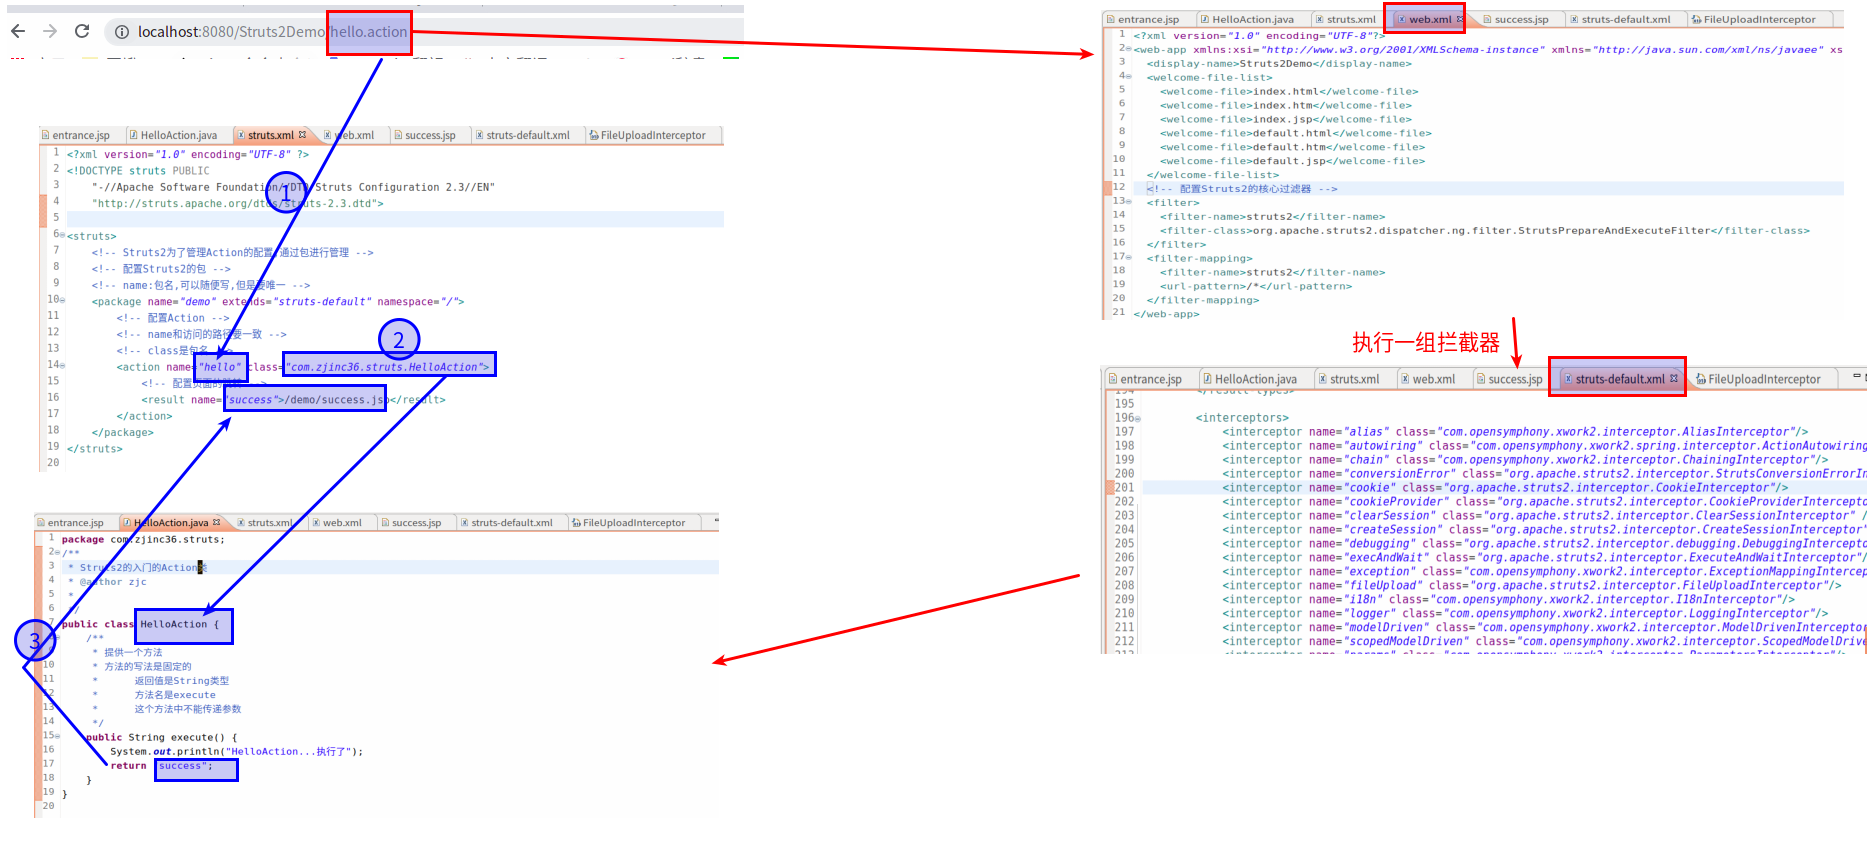 localhost:8080/Struts2Demo/hello.action
entrance.jsp HelloAction.java struts.xml web.xml success.jsp struts-default.xml FileUploadInterceptor
1 <?xml version="1.0" encoding="UTF-8" ?>
2 <!DOCTYPE struts PUBLIC
3 "-//Apache Software Foundation//DTD Struts Configuration 2.3//EN"
4 "http://struts.apache.org/dtds/struts-2.3.dtd">
5
6 <struts>
7 <!-- Struts2为了管理Action的配置,通过包进行管理 -->
8 <!-- 配置Struts2的包 -->
9 <!-- name:包名,可以随便写,但是要唯一 -->
10 <package name="demo" extends="struts-default" namespace="/">
11 <!-- 配置Action -->
12 <!-- name和访问的路径要一致 -->
13 <!-- class是包名 -->
14 <action name="hello" class="com.zjinc36.struts.HelloAction">
15 <!-- 配置页面的跳转 -->
16 <result name="success">/demo/success.jsp</result>
17 </action>
18 </package>
19 </struts>
20
1
2
entrance.jsp HelloAction.java struts.xml web.xml success.jsp struts-default.xml FileUploadInterceptor
1 package com.zjinc36.struts;
2 /**
3 * Struts2的入门的Action类
4 * @author zjc
5 *
6 */
7 public class HelloAction {
/**
* 提供一个方法
10 * 方法的写法是固定的
11 * 返回值是String类型
12 * 方法名是execute
13 * 这个方法中不能传递参数
14 */
15 public String execute() {
16 System.out.println("HelloAction...执行了");
17 return "success";
18 }
19 }
20
3
entrance.jsp HelloAction.java struts.xml web.xml success.jsp struts-default.xml FileUploadInterceptor
1 <?xml version="1.0" encoding="UTF-8"?>
2 <web-app xmlns:xsi="http://www.w3.org/2001/XMLSchema-instance" xmlns="http://java.sun.com/xml/ns/javaee" xs
3 <display-name>Struts2Demo</display-name>
4 <welcome-file-list>
5 <welcome-file>index.html</welcome-file>
6 <welcome-file>index.htm</welcome-file>
7 <welcome-file>index.jsp</welcome-file>
8 <welcome-file>default.html</welcome-file>
9 <welcome-file>default.htm</welcome-file>
10 <welcome-file>default.jsp</welcome-file>
11 </welcome-file-list>
12 <!-- 配置Struts2的核心过滤器 -->
13 <filter>
14 <filter-name>struts2</filter-name>
15 <filter-class>org.apache.struts2.dispatcher.ng.filter.StrutsPrepareAndExecuteFilter</filter-class>
16 </filter>
17 <filter-mapping>
18 <filter-name>struts2</filter-name>
19 <url-pattern>/*</url-pattern>
20 </filter-mapping>
21 </web-app>
执行一组拦截器
entrance.jsp HelloAction.java struts.xml web.xml success.jsp struts-default.xml FileUploadInterceptor
194 </result-types>
195
196 <interceptors>
197 <interceptor name="alias" class="com.opensymphony.xwork2.interceptor.AliasInterceptor"/>
198 <interceptor name="autowiring" class="com.opensymphony.xwork2.spring.interceptor.ActionAutowiring
199 <interceptor name="chain" class="com.opensymphony.xwork2.interceptor.ChainingInterceptor"/>
200 <interceptor name="conversionError" class="org.apache.struts2.interceptor.StrutsConversionErrorIn
201 <interceptor name="cookie" class="org.apache.struts2.interceptor.CookieInterceptor"/>
202 <interceptor name="cookieProvider" class="org.apache.struts2.interceptor.CookieProviderIntercepto
203 <interceptor name="clearSession" class="org.apache.struts2.interceptor.ClearSessionInterceptor" /
204 <interceptor name="createSession" class="org.apache.struts2.interceptor.CreateSessionInterceptor"
205 <interceptor name="debugging" class="org.apache.struts2.interceptor.debugging.DebuggingIntercepto
206 <interceptor name="execAndWait" class="org.apache.struts2.interceptor.ExecuteAndWaitInterceptor"/
207 <interceptor name="exception" class="com.opensymphony.xwork2.interceptor.ExceptionMappingIntercep
208 <interceptor name="fileUpload" class="org.apache.struts2.interceptor.FileUploadInterceptor"/>
209 <interceptor name="i18n" class="com.opensymphony.xwork2.interceptor.I18nInterceptor"/>
210 <interceptor name="logger" class="com.opensymphony.xwork2.interceptor.LoggingInterceptor"/>
211 <interceptor name="modelDriven" class="com.opensymphony.xwork2.interceptor.ModelDrivenInterceptor
212 <interceptor name="scopedModelDriven" class="com.opensymphony.xwork2.interceptor.ScopedModelDrive
213 <interceptor name="params" class="com.opensymphony.xwork2.interceptor.ParametersInterceptor"/>